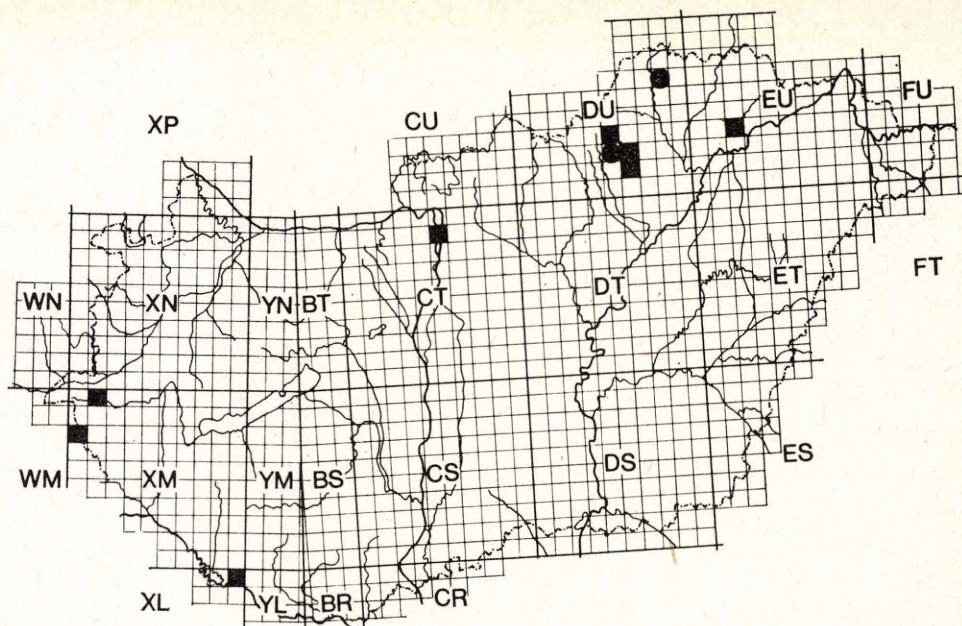 XP
CU
DU
EU
FU
WN
XN
YN BT
CT
DT
ET
FT
WM
XM
YM BS
CS
DS
ES
XL
YL
BR
CR